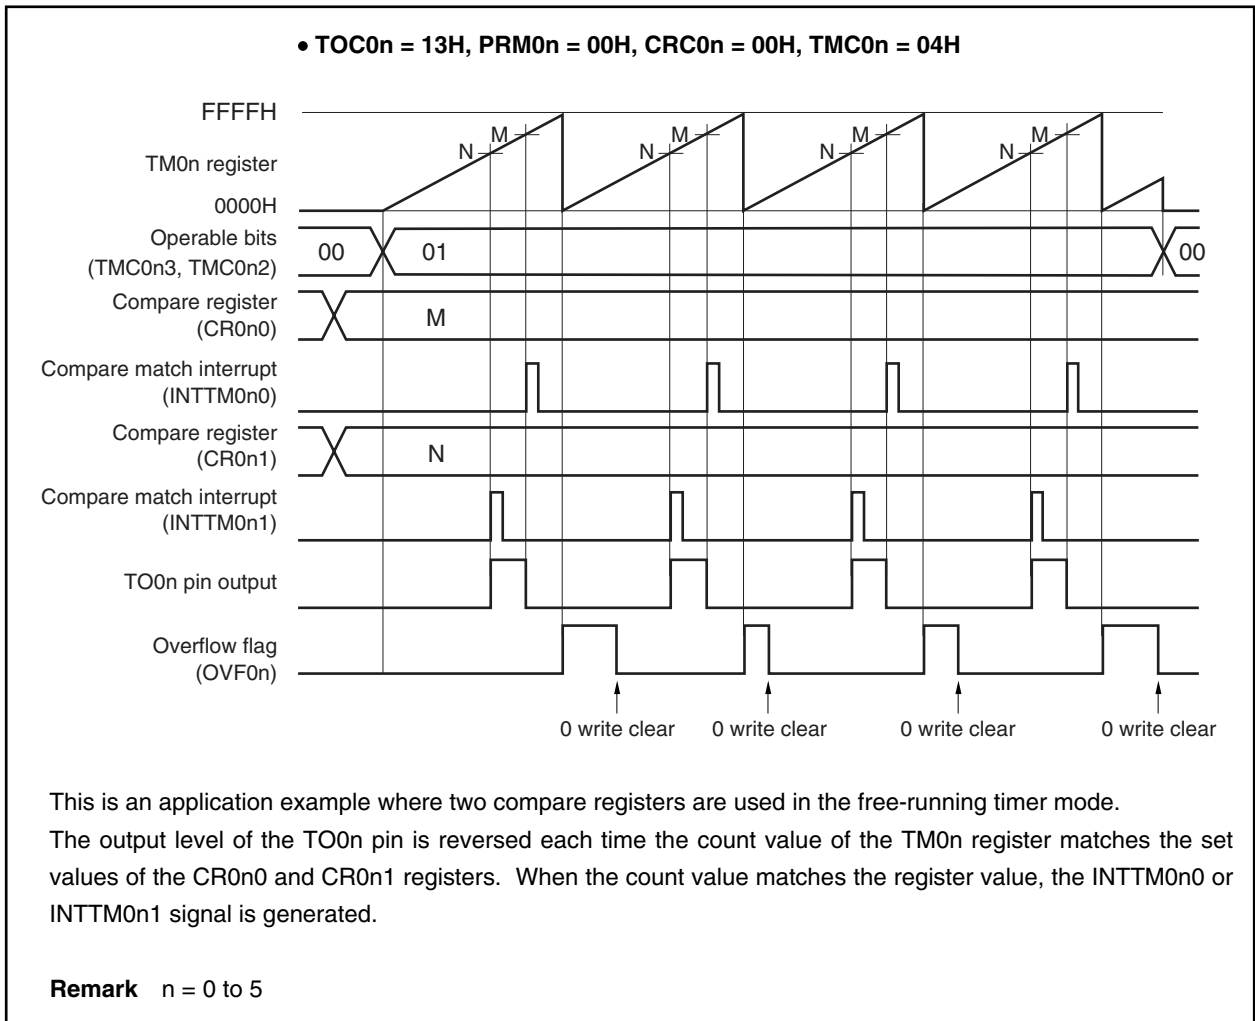 • TOC0n = 13H, PRM0n = 00H, CRC0n = 00H, TMC0n = 04H
FFFFH
M M M M
N N N N
TM0n register
0000H
Operable bits
(TMC0n3, TMC0n2)
00 01 00
Compare register
(CR0n0)
M
Compare match interrupt
(INTTM0n0)
Compare register
(CR0n1)
N
Compare match interrupt
(INTTM0n1)
TO0n pin output
Overflow flag
(OVF0n)
0 write clear 0 write clear 0 write clear 0 write clear
This is an application example where two compare registers are used in the free-running timer mode.
The output level of the TO0n pin is reversed each time the count value of the TM0n register matches the set
values of the CR0n0 and CR0n1 registers. When the count value matches the register value, the INTTM0n0 or
INTTM0n1 signal is generated.
Remark n = 0 to 5